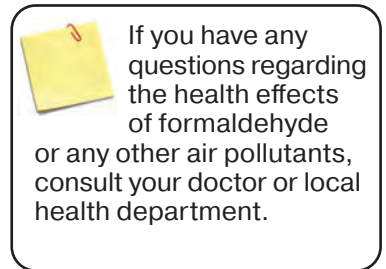 If you have any
questions regarding
the health effects
of formaldehyde
or any other air pollutants,
consult your doctor or local
health department.